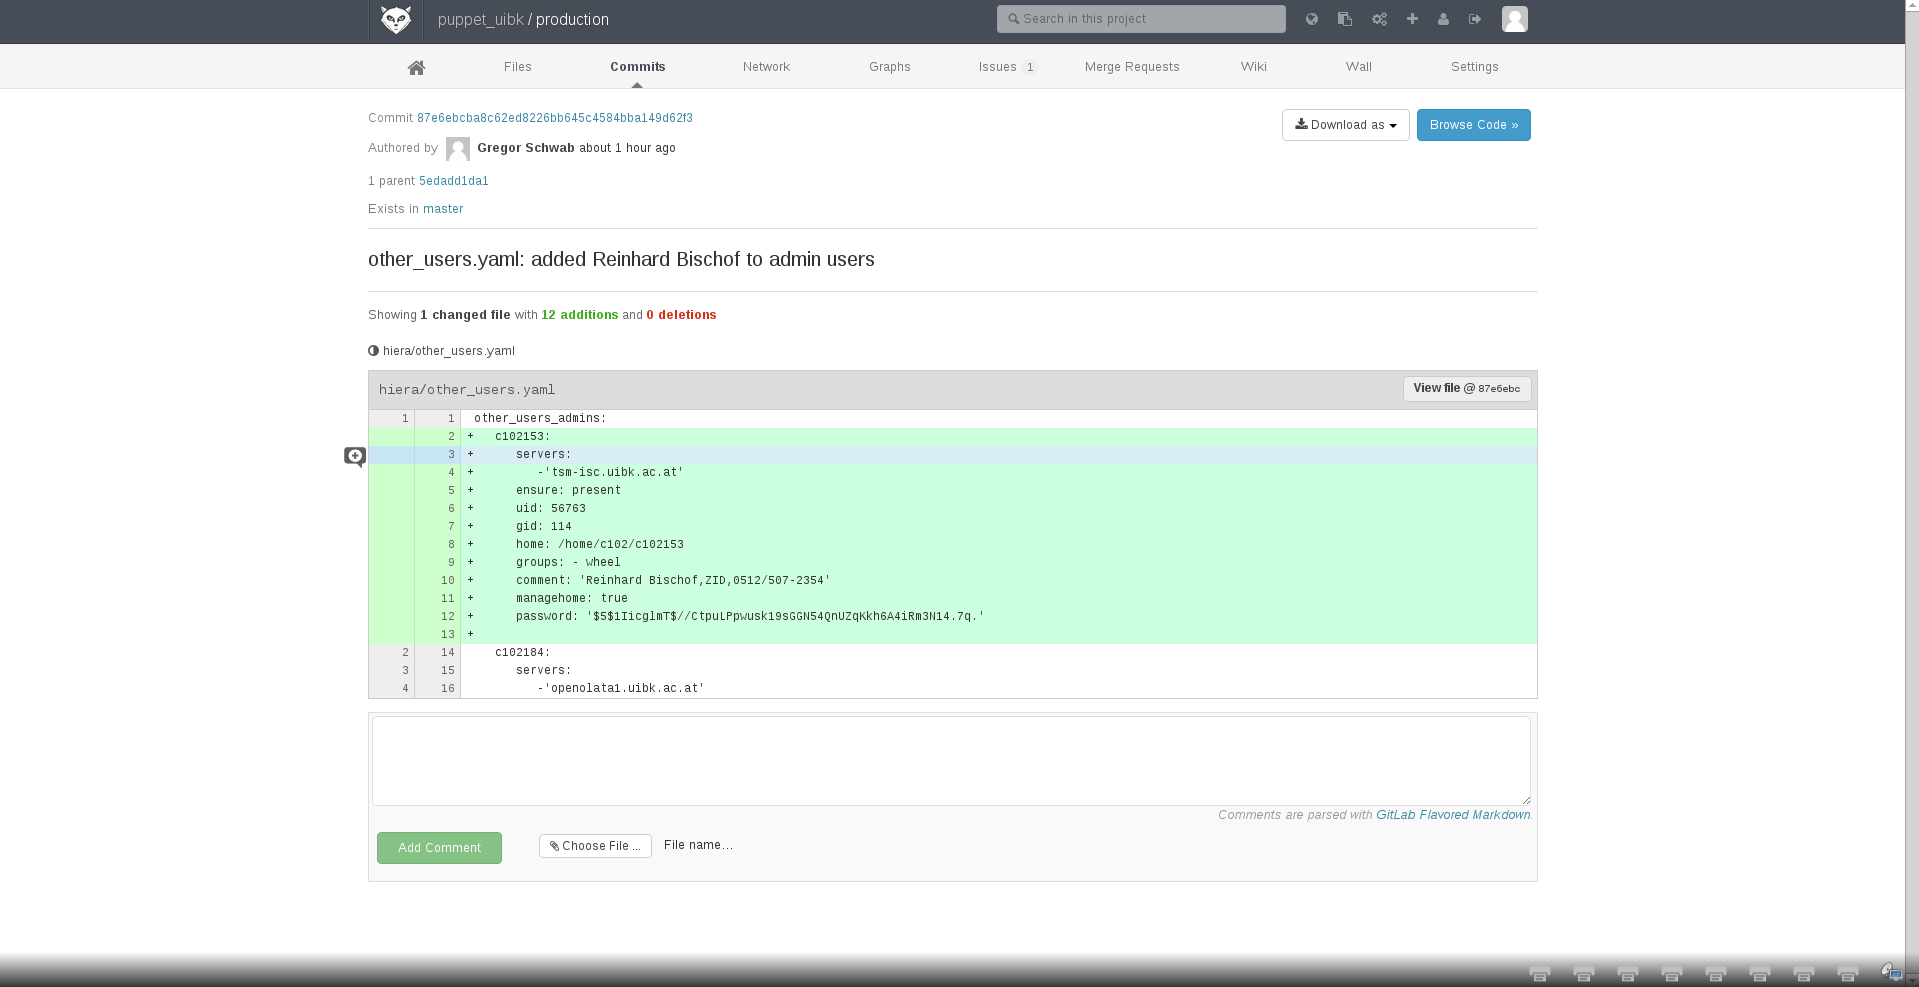 puppet_uibk / production
Search in this project
Files
Commits
Network
Graphs
Issues 1
Merge Requests
Wiki
Wall
Settings
Commit 87e6ebcba8c62ed8226bb645c4584bba149d62f3
Download as
Browse Code »
Authored by Gregor Schwab about 1 hour ago
1 parent 5edadd1da1
Exists in master
other_users.yaml: added Reinhard Bischof to admin users
Showing 1 changed file with 12 additions and 0 deletions
hiera/other_users.yaml
hiera/other_users.yaml
View file @ 87e6ebc
1 1 other_users_admins:
2 + c102153:
3 + servers:
4 + -'tsm-isc.uibk.ac.at'
5 + ensure: present
6 + uid: 56763
7 + gid: 114
8 + home: /home/c102/c102153
9 + groups: - wheel
10 + comment: 'Reinhard Bischof,ZID,0512/507-2354'
11 + managehome: true
12 + password: '$5$1IicglmT$//CtpuLPpwusk19sGGN54QnUZqKkh6A4iRm3N14.7q.'
13 +
2 14 c102184:
3 15 servers:
4 16 -'openolata1.uibk.ac.at'
Comments are parsed with GitLab Flavored Markdown.
Add Comment
Choose File ...
File name...